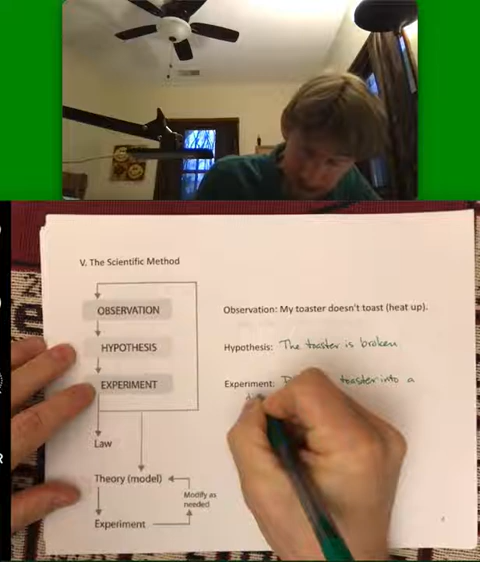 V. The Scientific Method
OBSERVATION
HYPOTHESIS
EXPERIMENT
Law
Theory (model)
Modify as
needed
Experiment
Observation: My toaster doesn't toast (heat up).
Hypothesis: The toaster is broken
Experiment: toaster into a